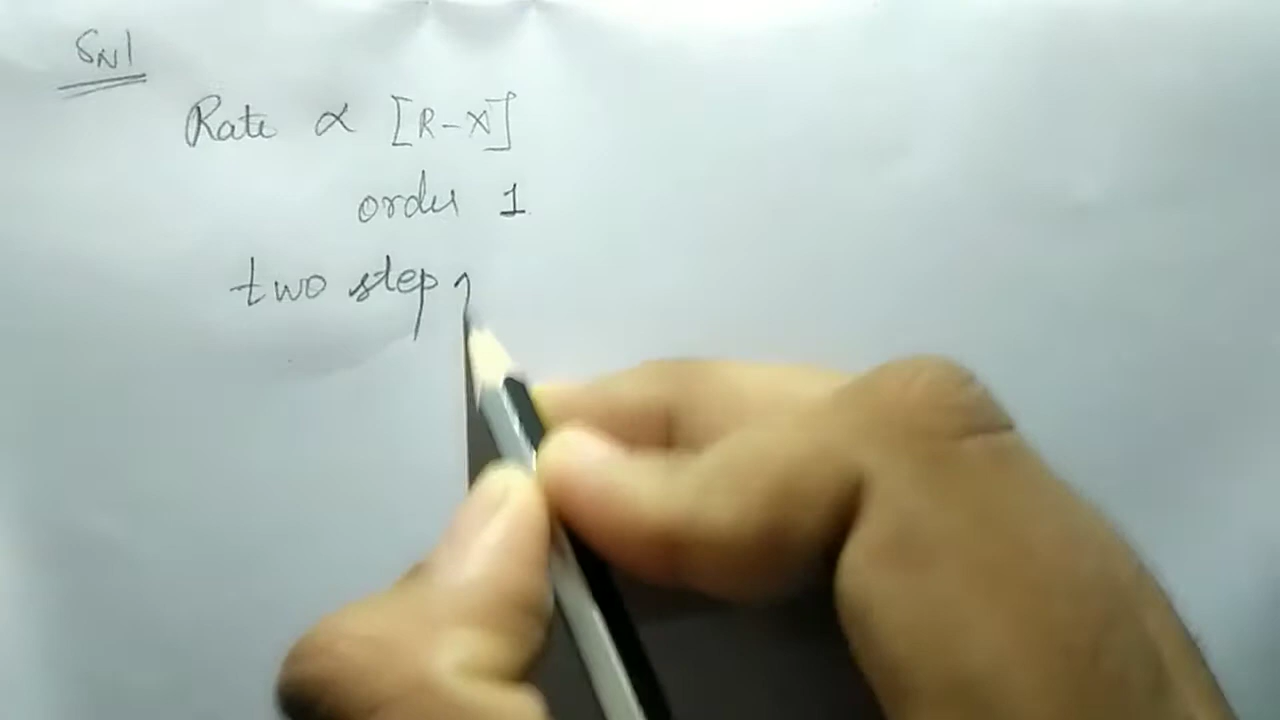 SN1
Rate ∝ [R-X]
order 1
two step